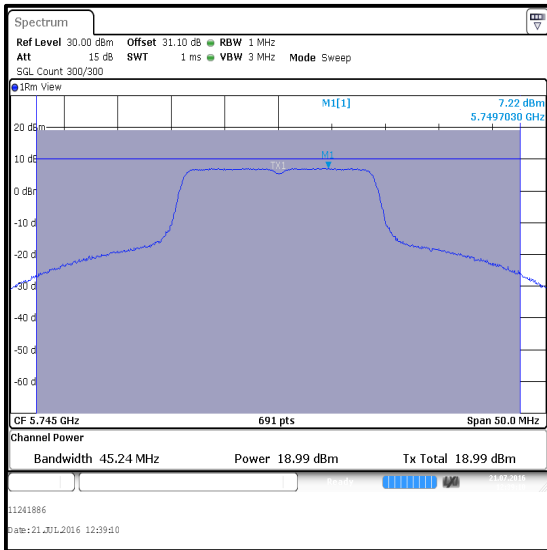 Spectrum
Ref Level 30.00 dBm Offset 31.10 dB RBW 1 MHz
Att 15 dB SWT 1 ms VBW 3 MHz Mode Sweep
SGL Count 300/300
1Rm View
M1[1] 7.22 dBm
5.7497030 GHz
20 dBm
10 dB
M1
TX1
0 dBm
-10 d
-20 d
-30 d
-40 d
-50 d
-60 d
CF 5.745 GHz 691 pts Span 50.0 MHz
Channel Power
Bandwidth 45.24 MHz Power 18.99 dBm Tx Total 18.99 dBm
Ready 21.07.2016
11241886
Date: 21.JUL.2016 12:39:10